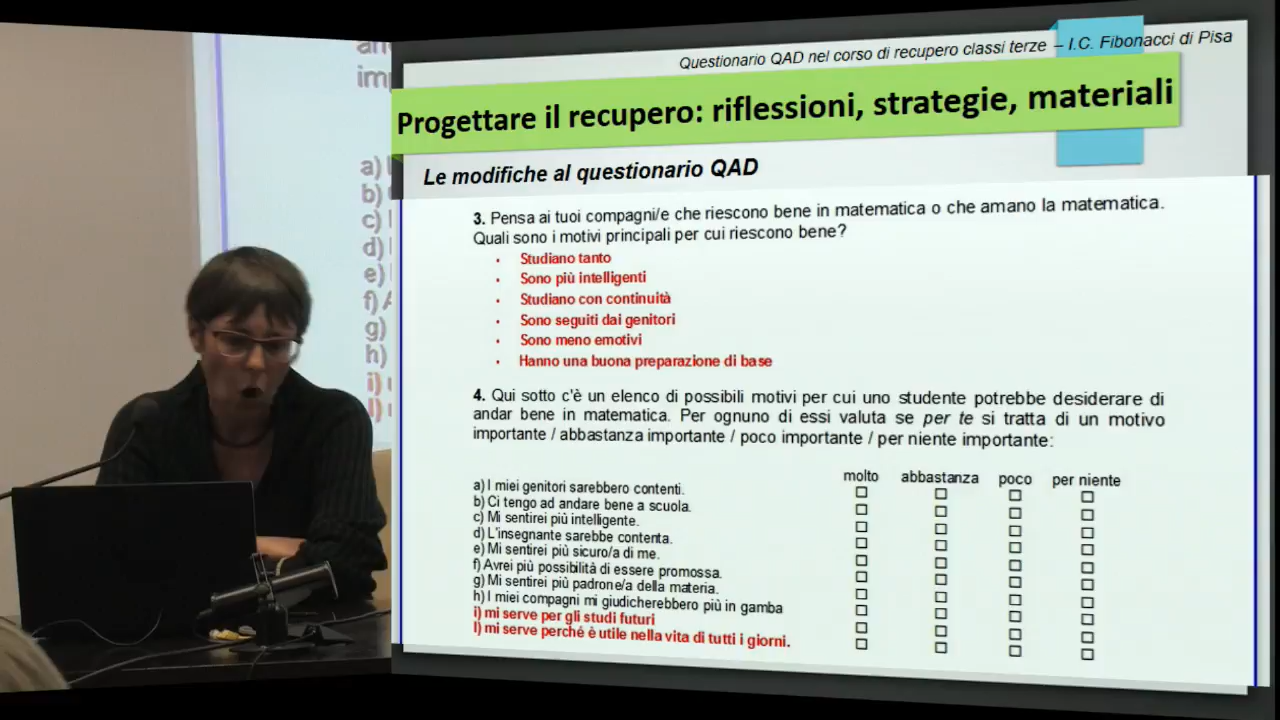 Questionario QAD nel corso di recupero classi terze – I.C. Fibonacci di Pisa
Progettare il recupero: riflessioni, strategie, materiali
Le modifiche al questionario QAD
3. Pensa ai tuoi compagni/e che riescono bene in matematica o che amano la matematica.
Quali sono i motivi principali per cui riescono bene?
• Studiano tanto
• Sono più intelligenti
• Studiano con continuità
• Sono seguiti dai genitori
• Sono meno emotivi
• Hanno una buona preparazione di base
4. Qui sotto c'è un elenco di possibili motivi per cui uno studente potrebbe desiderare di
andar bene in matematica. Per ognuno di essi valuta se per te si tratta di un motivo
importante / abbastanza importante / poco importante / per niente importante:
molto abbastanza poco per niente
a) I miei genitori sarebbero contenti.
b) Ci tengo ad andare bene a scuola.
c) Mi sentirei più intelligente.
d) L'insegnante sarebbe contenta.
e) Mi sentirei più sicuro/a di me.
f) Avrei più possibilità di essere promossa.
g) Mi sentirei più padrone/a della materia.
h) I miei compagni mi giudicherebbero più in gamba
i) mi serve per gli studi futuri
l) mi serve perché è utile nella vita di tutti i giorni.
a)
b)
c)
d)
e)
f)
g)
h)
i)
l)